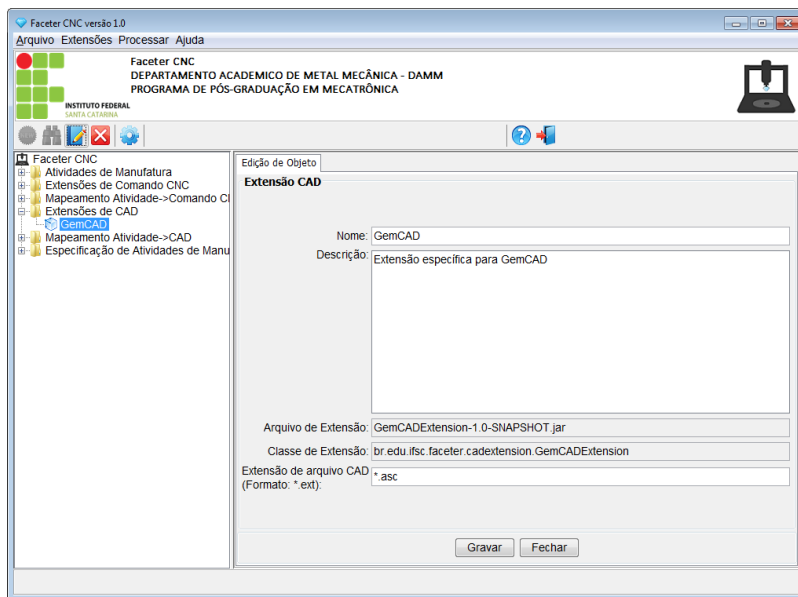 Faceter CNC versão 1.0
Arquivo Extensões Processar Ajuda
Faceter CNC
DEPARTAMENTO ACADEMICO DE METAL MECÂNICA - DAMM
PROGRAMA DE PÓS-GRADUAÇÃO EM MECATRÔNICA
INSTITUTO FEDERAL
SANTA CATARINA
Faceter CNC
Atividades de Manufatura
Extensões de Comando CNC
Mapeamento Atividade->Comando CI
Extensões de CAD
GemCAD
Mapeamento Atividade->CAD
Especificação de Atividades de Manu
Edição de Objeto
Extensão CAD
Nome: GemCAD
Descrição: Extensão específica para GemCAD
Arquivo de Extensão: GemCADExtension-1.0-SNAPSHOT.jar
Classe de Extensão: br.edu.ifsc.faceter.cadextension.GemCADExtension
Extensão de arquivo CAD
(Formato: *.ext): *.asc
Gravar Fechar